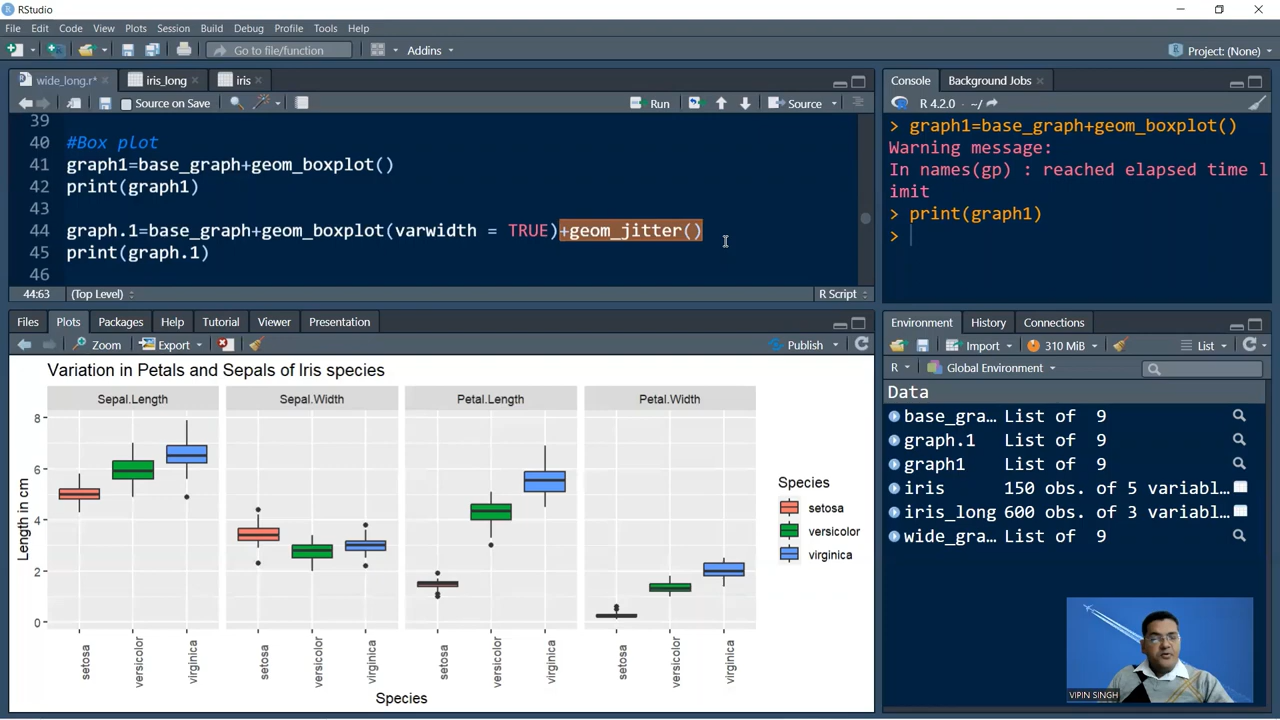 RStudio
File Edit Code View Plots Session Build Debug Profile Tools Help
Go to file/function Addins Project: (None)
wide_long.r* iris_long iris
Source on Save Run Source
39
40 #Box plot
41 graph1=base_graph+geom_boxplot()
42 print(graph1)
43
44 graph.1=base_graph+geom_boxplot(varwidth = TRUE)+geom_jitter()
45 print(graph.1)
46
44:63 (Top Level) R Script
Console Background Jobs
R 4.2.0 · ~/
> graph1=base_graph+geom_boxplot()
Warning message:
In names(gp) : reached elapsed time l
imit
> print(graph1)
>
Files Plots Packages Help Tutorial Viewer Presentation
Zoom Export Publish
Variation in Petals and Sepals of Iris species
Sepal.Length Sepal.Width Petal.Length Petal.Width
8
6
4
2
0
Length in cm
setosa versicolor virginica setosa versicolor virginica setosa versicolor virginica setosa versicolor virginica
Species
Species
setosa
versicolor
virginica
Environment History Connections
Import 310 MiB List
R Global Environment
Data
base_gra… List of 9
graph.1 List of 9
graph1 List of 9
iris 150 obs. of 5 variabl…
iris_long 600 obs. of 3 variabl…
wide_gra… List of 9
VIPIN SINGH